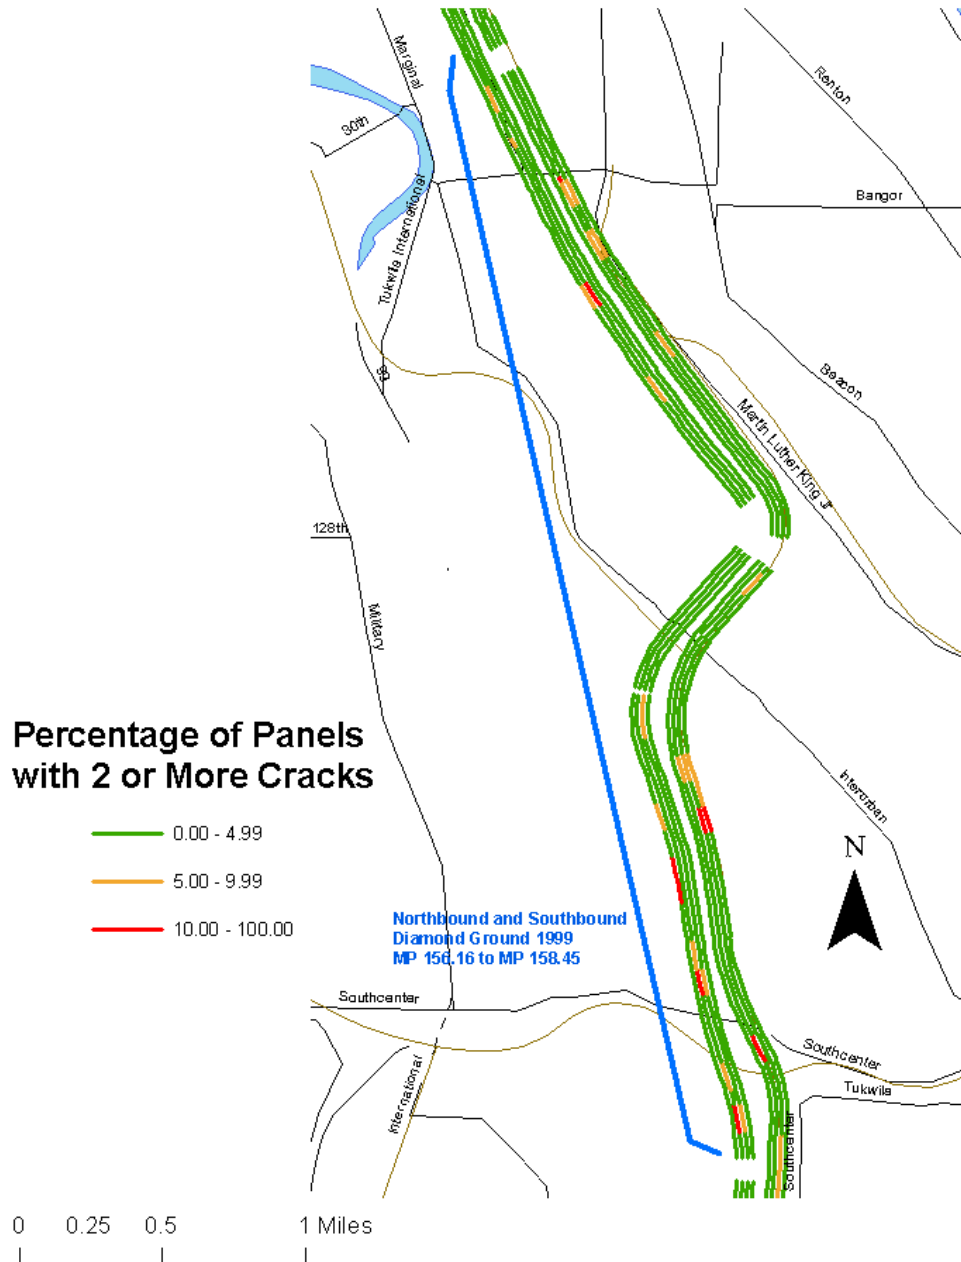 Marginal
30th
Renton
Bangor
Tukwila International
99
Beacon
Martin Luther King Jr
128th
Military
Percentage of Panels
with 2 or More Cracks
0.00 - 4.99
5.00 - 9.99
10.00 - 100.00
Interurban
N
Northbound and Southbound
Diamond Ground 1999
MP 156.16 to MP 158.45
Southcenter
Southcenter
Tukwila
International
Southcenter
0 0.25 0.5 1 Miles